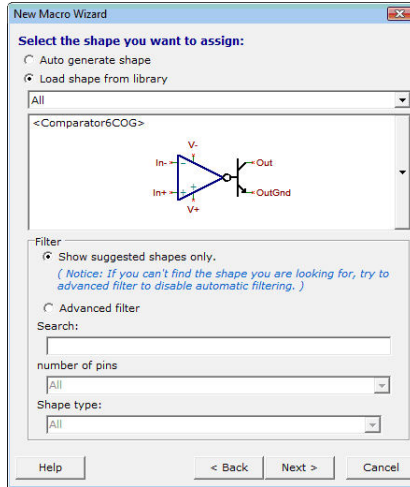 New Macro Wizard
Select the shape you want to assign:
Auto generate shape
Load shape from library
All
<Comparator6COG>
V-
In-
Out
In+
OutGnd
V+
Filter
Show suggested shapes only.
( Notice: If you can't find the shape you are looking for, try to
advanced filter to disable automatic filtering. )
Advanced filter
Search:
number of pins
All
Shape type:
All
Help
< Back
Next >
Cancel